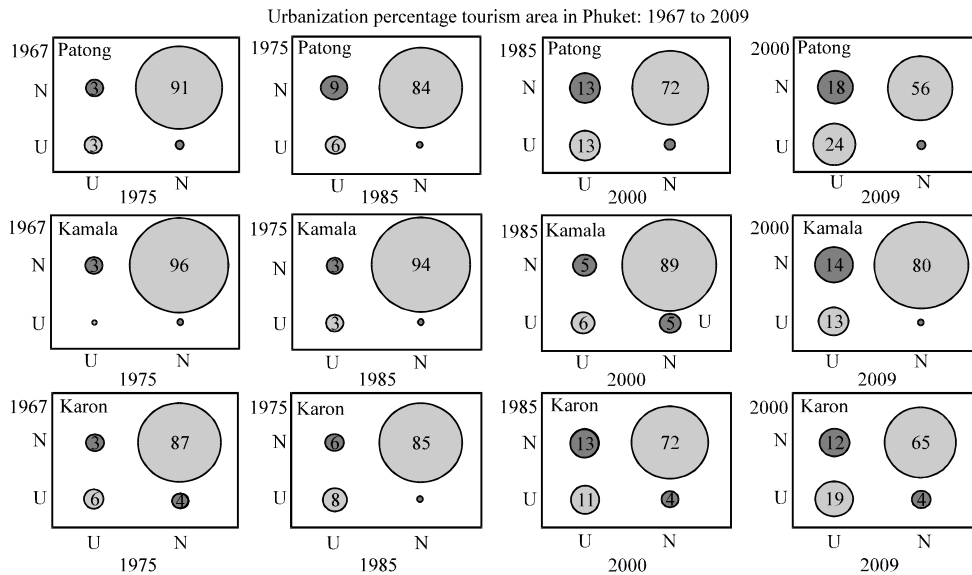 Urbanization percentage tourism area in Phuket: 1967 to 2009
1967 Patong 1975 Patong 1985 Patong 2000 Patong
N 3 91 N 9 84 N 13 72 N 18 56
U 3 U 6 U 13 U 24
U N U N U N U N
1975 1985 2000 2009
1967 Kamala 1975 Kamala 1985 Kamala 2000 Kamala
N 3 96 N 3 94 N 5 89 N 14 80
U U 3 U 6 5 U U 13
U N U N U N U N
1975 1985 2000 2009
1967 Karon 1975 Karon 1985 Karon 2000 Karon
N 3 87 N 6 85 N 13 72 N 12 65
U 6 4 U 8 U 11 4 U 19 4
U N U N U N U N
1975 1985 2000 2009